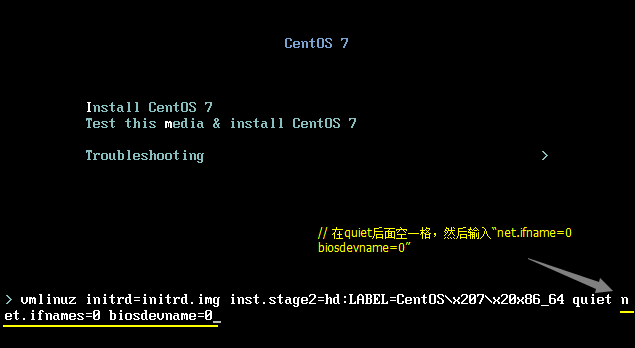 CentOS 7
Install CentOS 7
Test this media & install CentOS 7
Troubleshooting >
// 在quiet后面空一格，然后输入“net.ifname=0
biosdevname=0”
> vmlinuz initrd=initrd.img inst.stage2=hd:LABEL=CentOS\x207\x20x86_64 quiet n
et.ifnames=0 biosdevname=0_